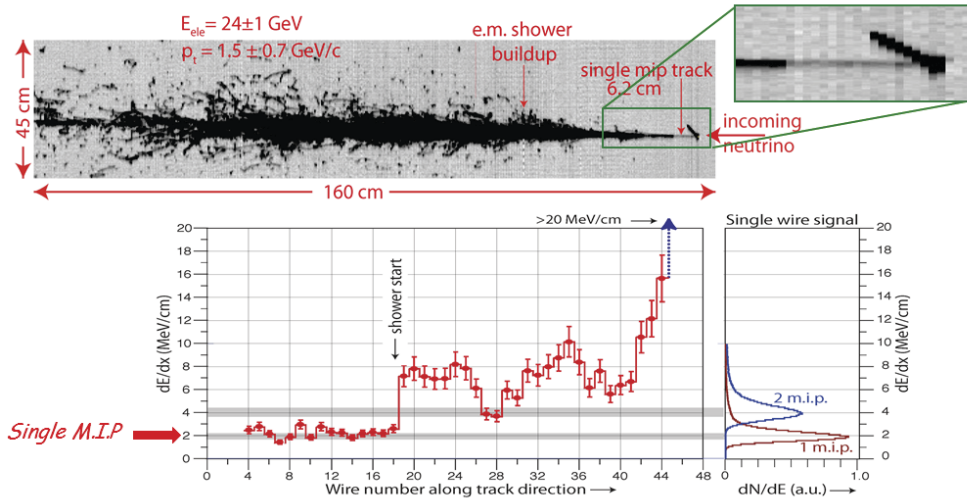 E_ele = 24±1 GeV
p_t = 1.5 ± 0.7 GeV/c
e.m. shower
buildup
single mip track
6,2 cm
45 cm
incoming
neutrino
160 cm
>20 MeV/cm
Single wire signal
20
18
16
14
12
10
8
6
4
2
0
dE/dx (MeV/cm)
shower start
Single M.I.P
0 4 8 12 16 20 24 28 32 36 40 44 48
Wire number along track direction
2 m.i.p.
1 m.i.p.
0 1.0
dN/dE (a.u.)
20
18
16
14
12
10
8
6
4
2
0
dE/dx (MeV/cm)